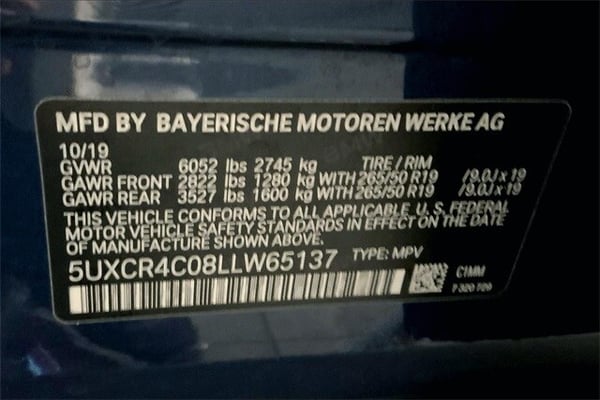 MFD BY BAYERISCHE MOTOREN WERKE AG
10/19
GVWR 6052 lbs 2745 kg TIRE / RIM
GAWR FRONT 2822 lbs 1280 kg WITH 265/50 R19 /9.0J x 19
GAWR REAR 3527 lbs 1600 kg WITH 265/50 R19 /9.0J x 19
THIS VEHICLE CONFORMS TO ALL APPLICABLE U. S. FEDERAL
MOTOR VEHICLE SAFETY STANDARDS IN EFFECT ON THE DATE
OF MANUFACTURE SHOWN ABOVE.
5UXCR4C08LLW65137 TYPE: MPV
C1MM
7 320 709